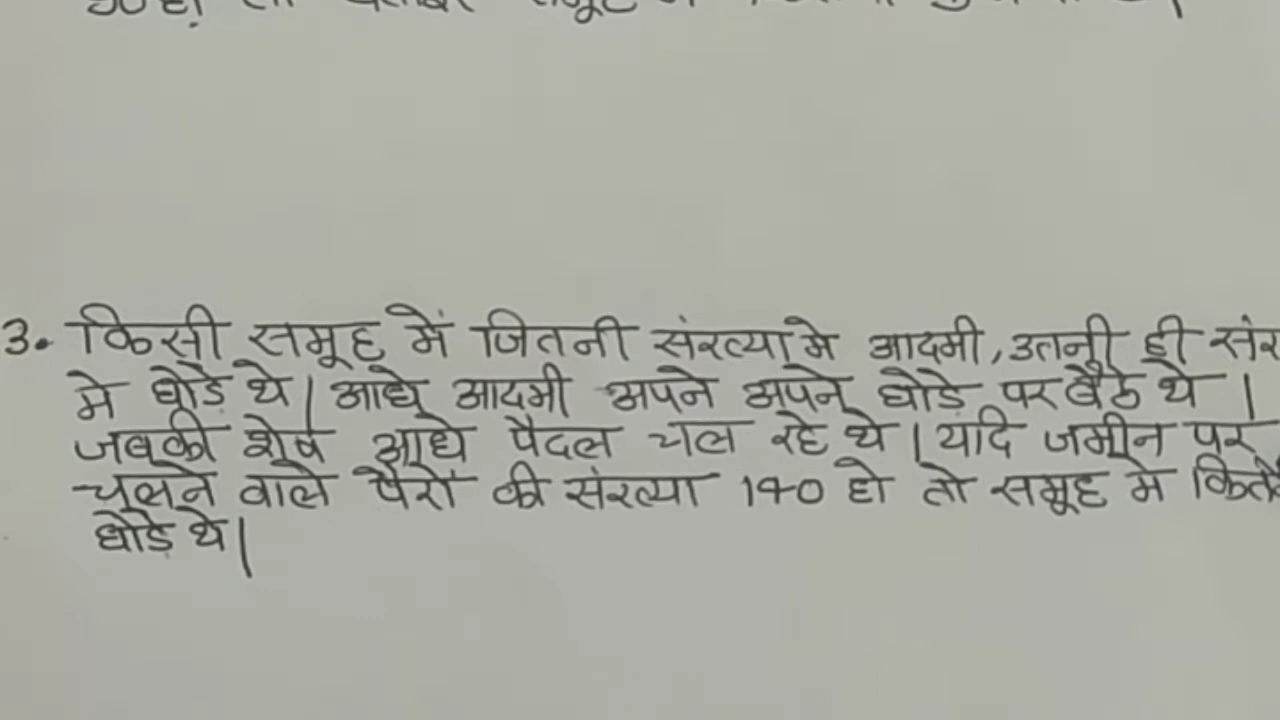 3. किसी समूह में जितनी संख्या मे आदमी, उतनी ही
मे घोड़े थे। आधे आदमी अपने अपने घोडे पर बैठे थे।
जबकी शेष आधे पैदल चल रहे थे। यदि जमीन पर
चलने वाले पैरों की संख्या 140 हो तो समूह मे
घोडे थे।